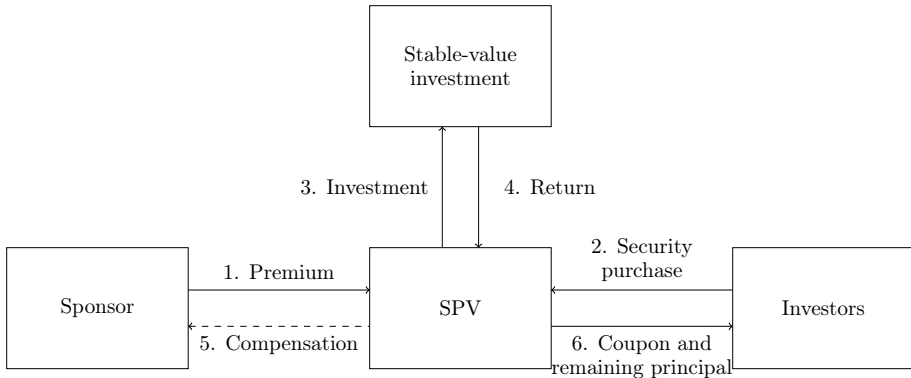 Stable-value
investment
3. Investment
4. Return
Sponsor
1. Premium
5. Compensation
SPV
2. Security
purchase
6. Coupon and
remaining principal
Investors